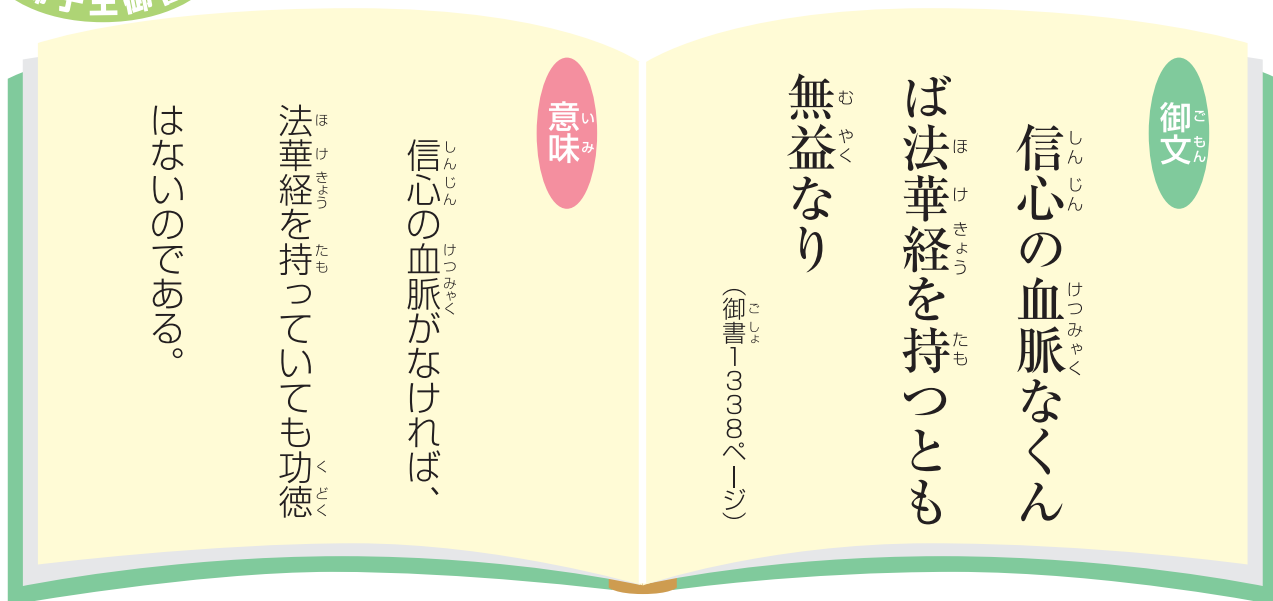 御文
信心の血脈なくん
ば法華経を持つとも
無益なり
（御書1338ページ）
意味
信心の血脈がなければ、
法華経を持っていても功徳
はないのである。